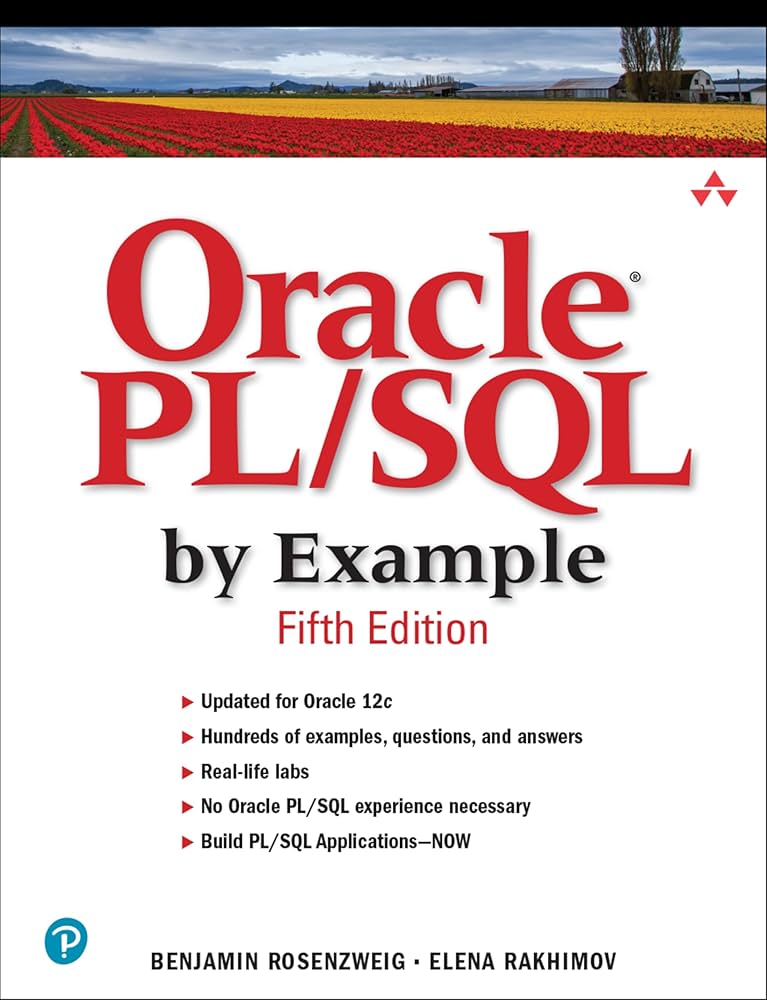 Oracle®
PL/SQL
by Example
Fifth Edition
▶ Updated for Oracle 12c
▶ Hundreds of examples, questions, and answers
▶ Real-life labs
▶ No Oracle PL/SQL experience necessary
▶ Build PL/SQL Applications—NOW
P
BENJAMIN ROSENZWEIG ▪ ELENA RAKHIMOV